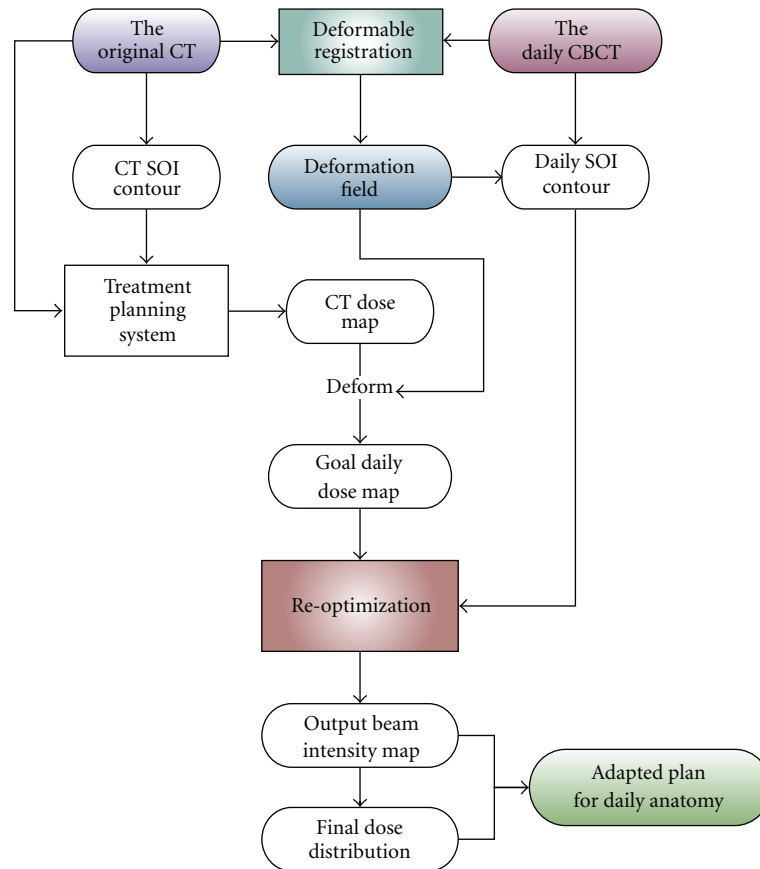 The
original CT
Deformable
registration
The
daily CBCT
CT SOI
contour
Deformation
field
Daily SOI
contour
Treatment
planning
system
CT dose
map
Deform
Goal daily
dose map
Re-optimization
Output beam
intensity map
Adapted plan
for daily anatomy
Final dose
distribution